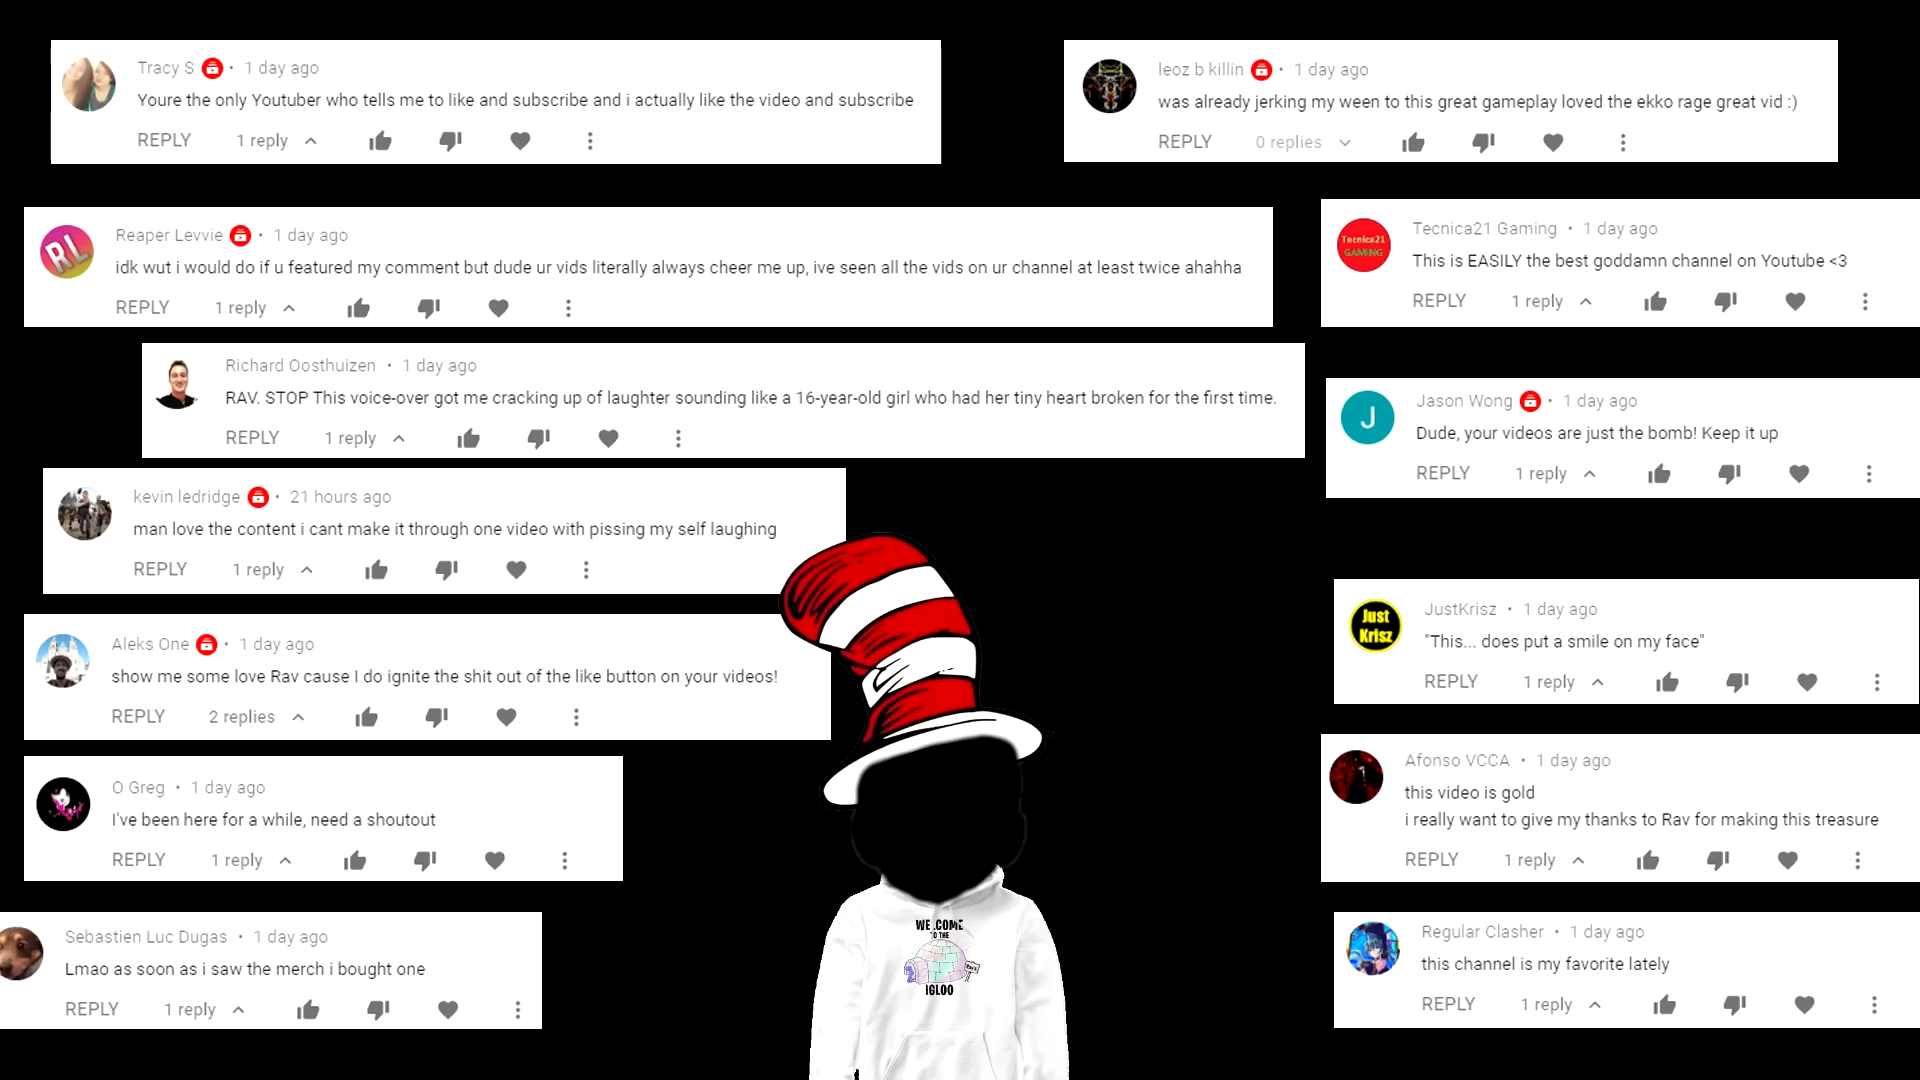 Tracy S • 1 day ago
Youre the only Youtuber who tells me to like and subscribe and i actually like the video and subscribe
REPLY 1 reply
leoz b killin • 1 day ago
was already jerking my ween to this great gameplay loved the ekko rage great vid :)
REPLY 0 replies
RL
Reaper Levvie • 1 day ago
idk wut i would do if u featured my comment but dude ur vids literally always cheer me up, ive seen all the vids on ur channel at least twice ahahha
REPLY 1 reply
Tecnica21
GAMING
Tecnica21 Gaming • 1 day ago
This is EASILY the best goddamn channel on Youtube <3
REPLY 1 reply
Richard Oosthuizen • 1 day ago
RAV. STOP This voice-over got me cracking up of laughter sounding like a 16-year-old girl who had her tiny heart broken for the first time.
REPLY 1 reply
J
Jason Wong • 1 day ago
Dude, your videos are just the bomb! Keep it up
REPLY 1 reply
kevin ledridge • 21 hours ago
man love the content i cant make it through one video with pissing my self laughing
REPLY 1 reply
Just
Krisz
JustKrisz • 1 day ago
"This... does put a smile on my face"
REPLY 1 reply
Aleks One • 1 day ago
show me some love Rav cause I do ignite the shit out of the like button on your videos!
REPLY 2 replies
Afonso VCCA • 1 day ago
this video is gold
i really want to give my thanks to Rav for making this treasure
REPLY 1 reply
O Greg • 1 day ago
I've been here for a while, need a shoutout
REPLY 1 reply
Sebastien Luc Dugas • 1 day ago
Lmao as soon as i saw the merch i bought one
REPLY 1 reply
Regular Clasher • 1 day ago
this channel is my favorite lately
REPLY 1 reply
WELCOME
TO THE
IGLOO